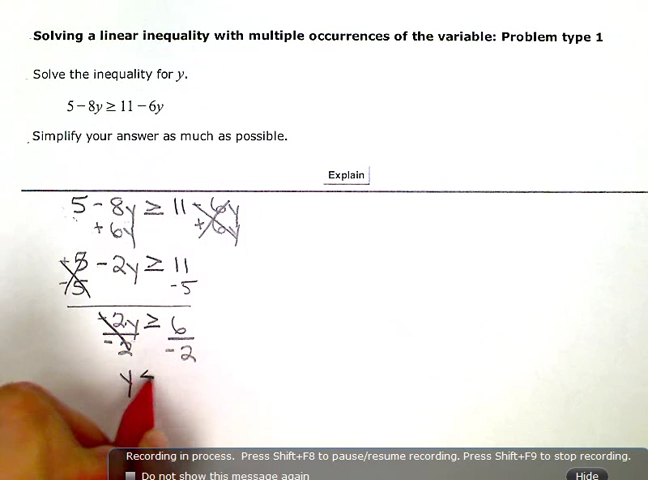 Solving a linear inequality with multiple occurrences of the variable: Problem type 1
Solve the inequality for y.
5 − 8y ≥ 11 − 6y
Simplify your answer as much as possible.
Explain
5 - 8y ≥ 11 - 6y
+ 6y + 6y
+5 - 2y ≥ 11
-5 -5
-2y ≥ 6
-2 -2
y <
Recording in process. Press Shift+F8 to pause/resume recording. Press Shift+F9 to stop recording.
Do not show this message again
Hide